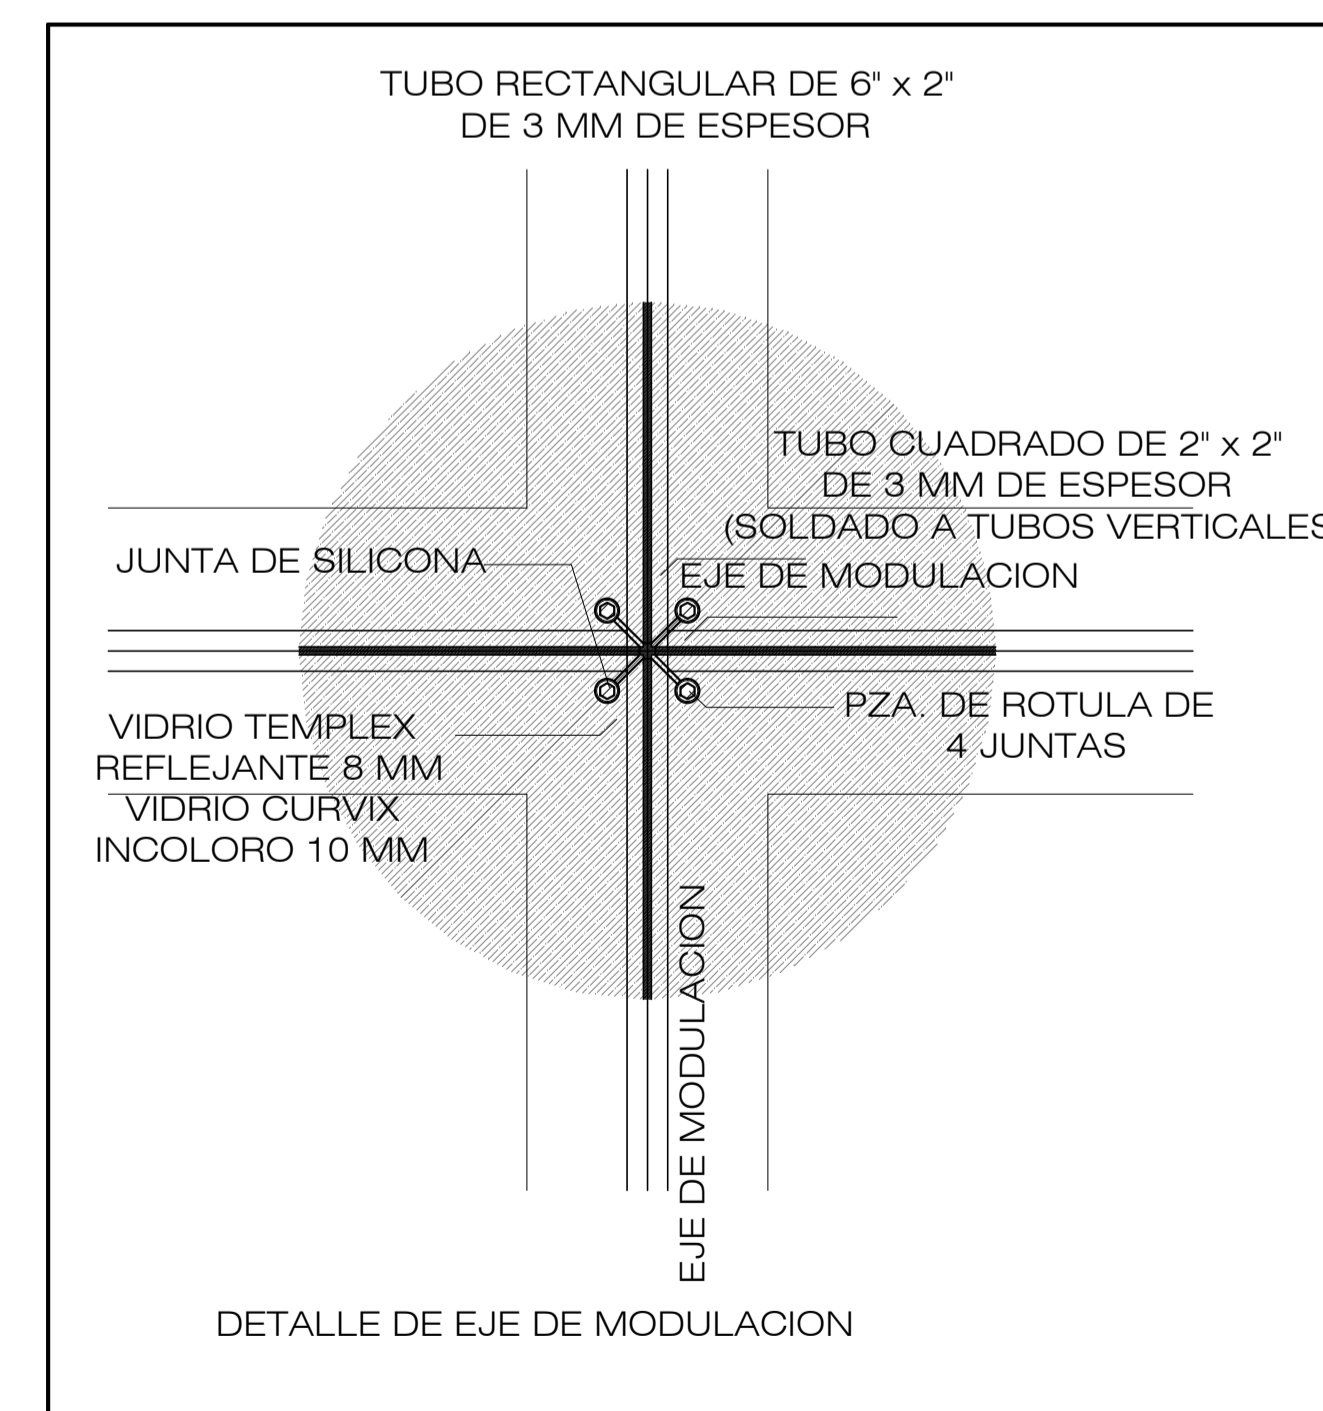 TUBO RECTANGULAR DE 6" x 2"
DE 3 MM DE ESPESOR
TUBO CUADRADO DE 2" x 2"
DE 3 MM DE ESPESOR
(SOLDADO A TUBOS VERTICALES
JUNTA DE SILICONA
EJE DE MODULACION
PZA. DE ROTULA DE
4 JUNTAS
VIDRIO TEMPLEX
REFLEJANTE 8 MM
VIDRIO CURVIX
INCOLORO 10 MM
EJE DE MODULACION
DETALLE DE EJE DE MODULACION